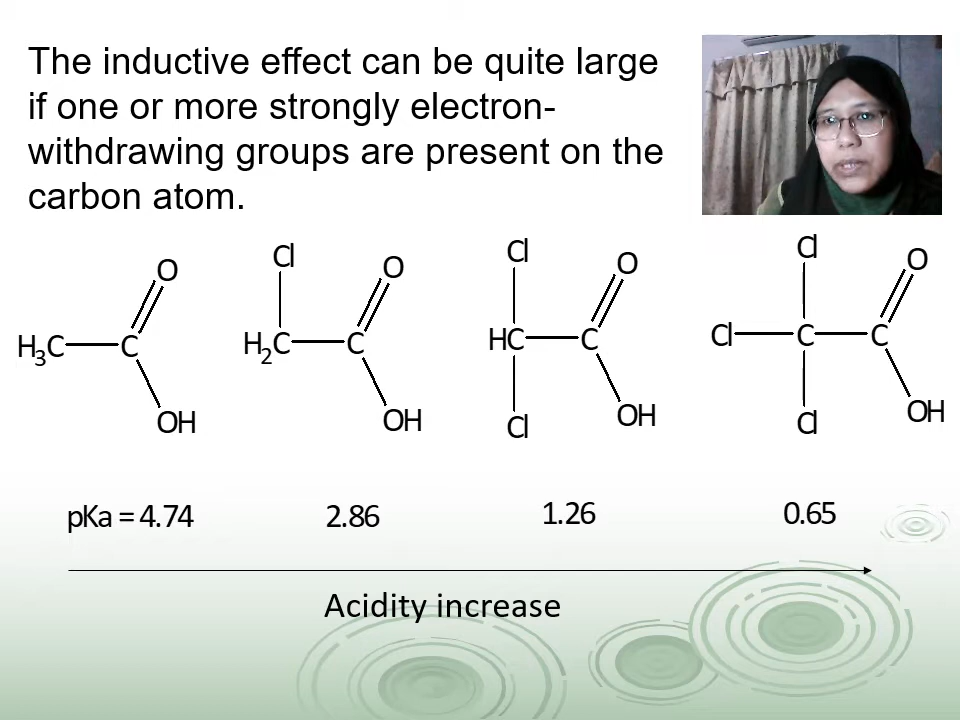 The inductive effect can be quite large
if one or more strongly electron-
withdrawing groups are present on the
carbon atom.
Cl Cl Cl
O O O O
H3C C H2C C HC C Cl C C
OH OH OH OH
Cl Cl
pKa = 4.74 2.86 1.26 0.65
Acidity increase